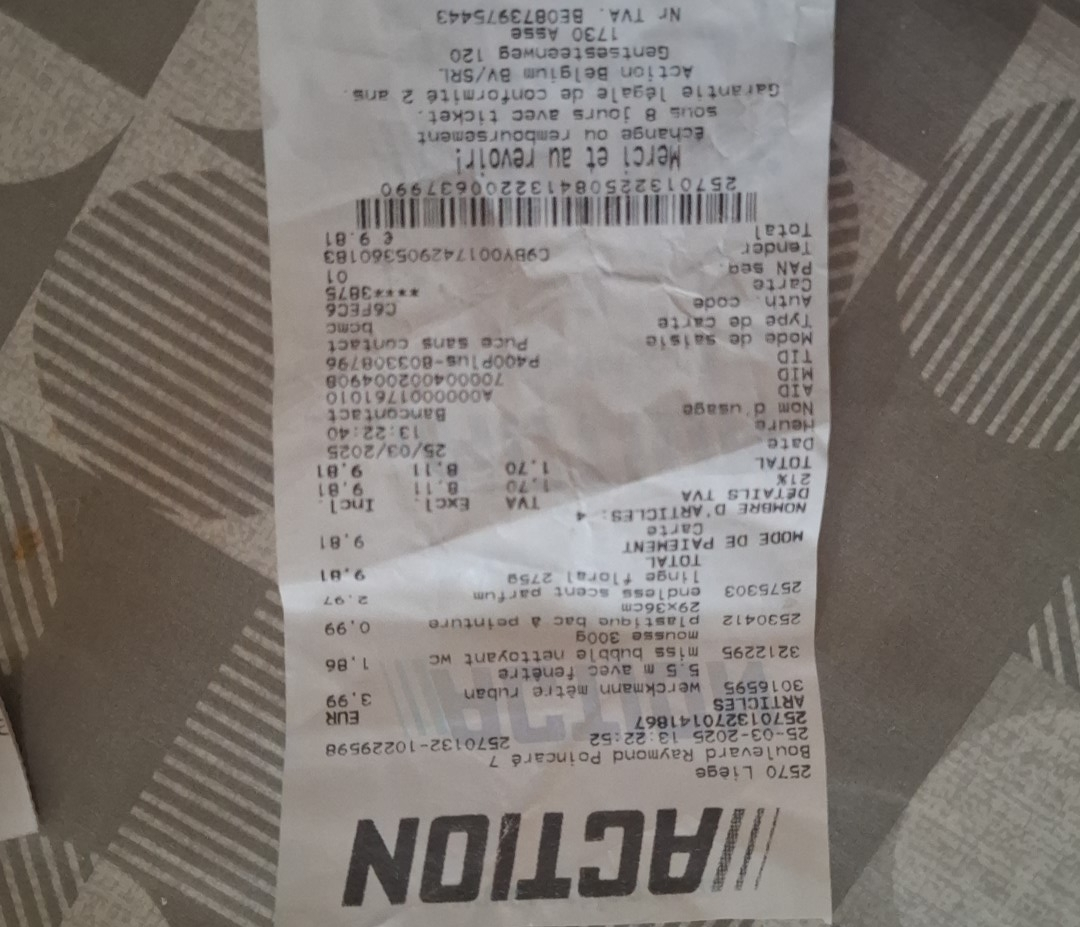 ACTION
2570 Liège
Boulevard Raymond Poincaré 7
25-03-2025 13:22:52 2570132-10229598
257013270141867
ARTICLES EUR
3016595 werckmann mètre ruban 3,99
5.5 m avec fenêtre
3212295 miss bubble nettoyant wc 1,86
mousse 300g
2530412 plastique bac à peinture 0,99
29x36cm
2575303 endless scent parfum 2,97
linge floral 275g
TOTAL 9,81
MODE DE PAIEMENT
Carte 9,81
NOMBRE D'ARTICLES: 4
DETAILS TVA TVA Excl. Incl.
21% 1,70 8,11 9,81
TOTAL 1,70 8,11 9,81
Date 25/03/2025
Heure 13:22:40
Nom d'usage Bancontact
AID A0000001761010
MID 70000400200490B
TID P400Plus-803308796
Mode de saisie Puce sans contact
Type de carte bcmc
Auth. code C6FEC6
Carte ****3875
PAN seq. 01
Tender C9BY001742905360183
Total € 9.81
257013225084132200637990
Merci et au revoir!
Echange ou remboursement
sous 8 jours avec ticket.
Garantie légale de conformité 2 ans.
Action Belgium BV/SRL
Gentsesteenweg 120
1730 Asse
Nr TVA. BE0873975443